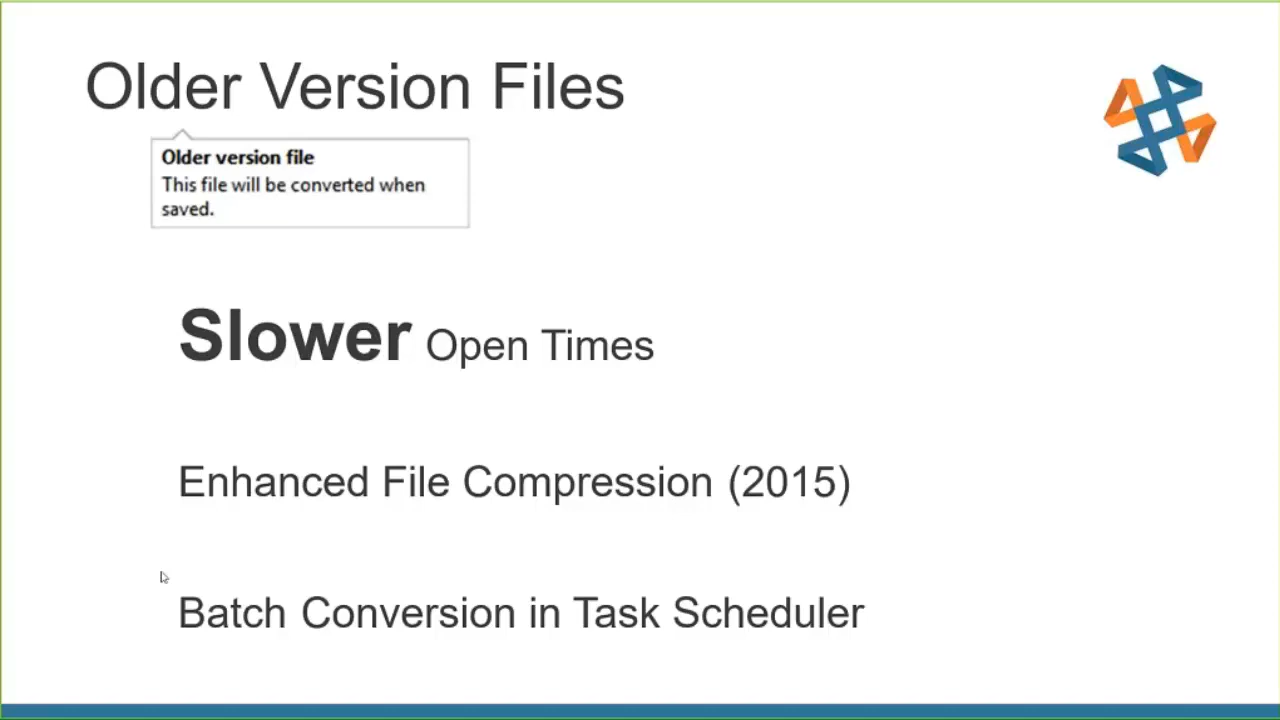 Older Version Files
Older version file
This file will be converted when
saved.
Slower Open Times
Enhanced File Compression (2015)
Batch Conversion in Task Scheduler